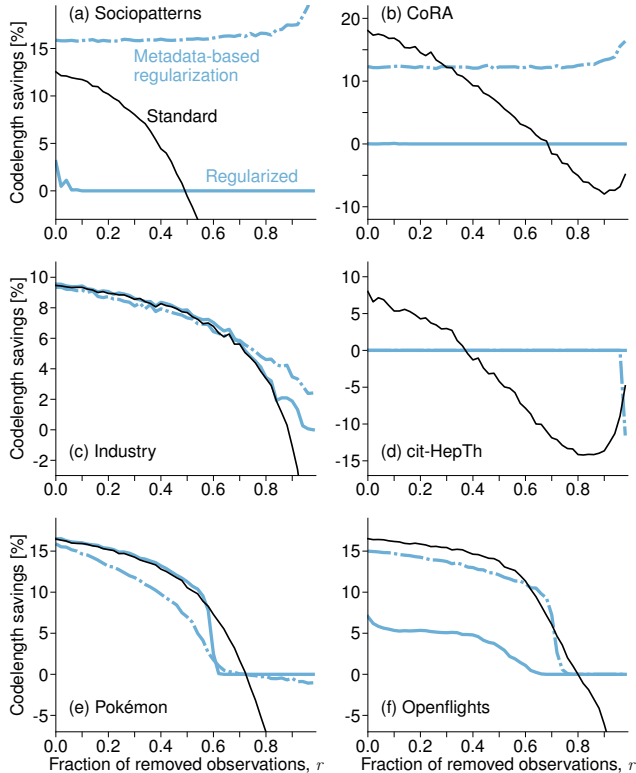 (a) Sociopatterns
(b) CoRA
Codelength savings [%]
15
10
5
0
Metadata-based
regularization
Standard
Regularized
0.0 0.2 0.4 0.6 0.8
20
10
0
-10
0.0 0.2 0.4 0.6 0.8
Codelength savings [%]
10
8
6
4
2
0
-2
(c) Industry
0.0 0.2 0.4 0.6 0.8
10
5
0
-5
-10
-15
(d) cit-HepTh
0.0 0.2 0.4 0.6 0.8
Codelength savings [%]
15
10
5
0
-5
(e) Pokémon
0.0 0.2 0.4 0.6 0.8
Fraction of removed observations, r
15
10
5
0
-5
(f) Openflights
0.0 0.2 0.4 0.6 0.8
Fraction of removed observations, r